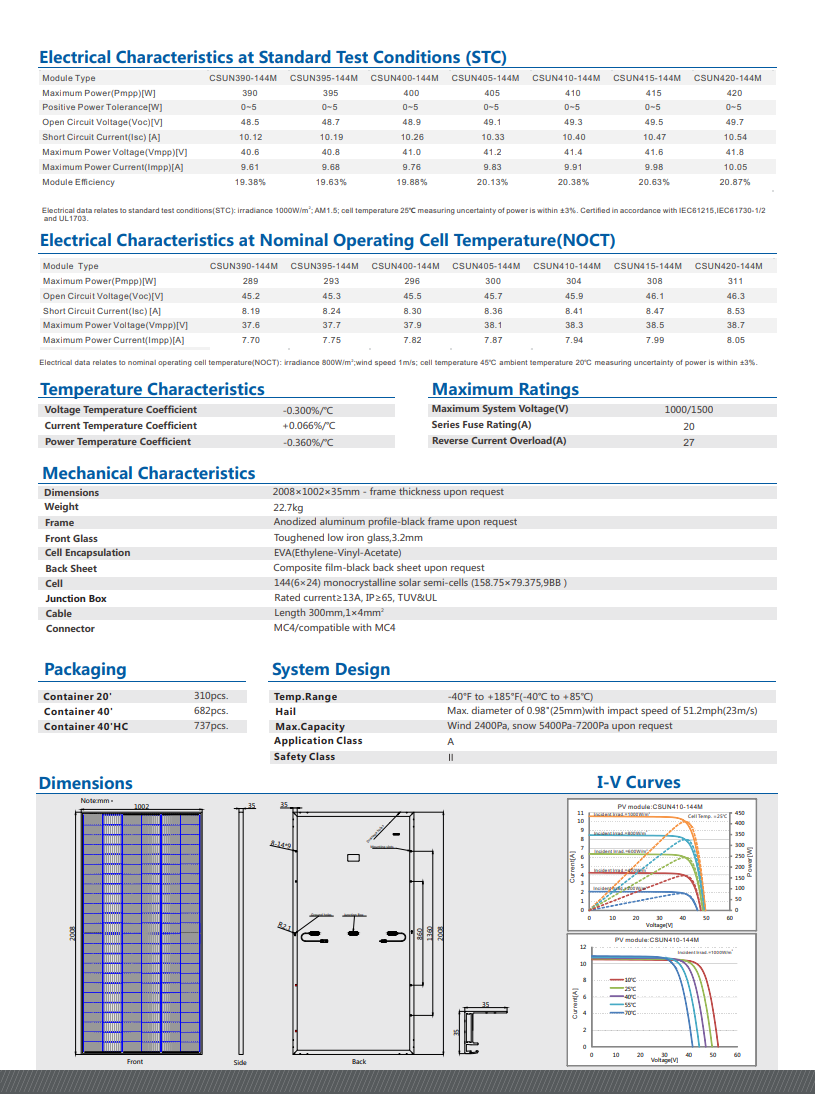 Electrical Characteristics at Standard Test Conditions (STC)
Module Type CSUN390-144M CSUN395-144M CSUN400-144M CSUN405-144M CSUN410-144M CSUN415-144M CSUN420-144M
Maximum Power(Pmpp)[W] 390 395 400 405 410 415 420
Positive Power Tolerance[W] 0~5 0~5 0~5 0~5 0~5 0~5 0~5
Open Circuit Voltage(Voc)[V] 48.5 48.7 48.9 49.1 49.3 49.5 49.7
Short Circuit Current(Isc) [A] 10.12 10.19 10.26 10.33 10.40 10.47 10.54
Maximum Power Voltage(Vmpp)[V] 40.6 40.8 41.0 41.2 41.4 41.6 41.8
Maximum Power Current(Impp)[A] 9.61 9.68 9.76 9.83 9.91 9.98 10.05
Module Efficiency 19.38% 19.63% 19.88% 20.13% 20.38% 20.63% 20.87%
Electrical data relates to standard test conditions(STC): irradiance 1000W/m²; AM1.5; cell temperature 25℃ measuring uncertainty of power is within ±3%. Certified in accordance with IEC61215,IEC61730-1/2
and UL1703.
Electrical Characteristics at Nominal Operating Cell Temperature(NOCT)
Module Type CSUN390-144M CSUN395-144M CSUN400-144M CSUN405-144M CSUN410-144M CSUN415-144M CSUN420-144M
Maximum Power(Pmpp)[W] 289 293 296 300 304 308 311
Open Circuit Voltage(Voc)[V] 45.2 45.3 45.5 45.7 45.9 46.1 46.3
Short Circuit Current(Isc) [A] 8.19 8.24 8.30 8.36 8.41 8.47 8.53
Maximum Power Voltage(Vmpp)[V] 37.6 37.7 37.9 38.1 38.3 38.5 38.7
Maximum Power Current(Impp)[A] 7.70 7.75 7.82 7.87 7.94 7.99 8.05
Electrical data relates to nominal operating cell temperature(NOCT): irradiance 800W/m²;wind speed 1m/s; cell temperature 45℃ ambient temperature 20℃ measuring uncertainty of power is within ±3%.
Temperature Characteristics
Voltage Temperature Coefficient -0.300%/℃
Current Temperature Coefficient +0.066%/℃
Power Temperature Coefficient -0.360%/℃
Maximum Ratings
Maximum System Voltage(V) 1000/1500
Series Fuse Rating(A) 20
Reverse Current Overload(A) 27
Mechanical Characteristics
Dimensions 2008×1002×35mm - frame thickness upon request
Weight 22.7kg
Frame Anodized aluminum profile-black frame upon request
Front Glass Toughened low iron glass,3.2mm
Cell Encapsulation EVA(Ethylene-Vinyl-Acetate)
Back Sheet Composite film-black back sheet upon request
Cell 144(6×24) monocrystalline solar semi-cells (158.75×79.375,9BB )
Junction Box Rated current≥13A, IP≥65, TUV&UL
Cable Length 300mm,1×4mm²
Connector MC4/compatible with MC4
Packaging
Container 20' 310pcs.
Container 40' 682pcs.
Container 40'HC 737pcs.
System Design
Temp.Range -40℉ to +185℉(-40℃ to +85℃)
Hail Max. diameter of 0.98"(25mm)with impact speed of 51.2mph(23m/s)
Max.Capacity Wind 2400Pa, snow 5400Pa-7200Pa upon request
Application Class A
Safety Class II
Dimensions
Note:mm
1002
35
35
8-14*9
R2.1
2008
860
1360
2008
35
35
Front
Side
Back
I-V Curves
PV module:CSUN410-144M
Cell Temp. =25℃
Incident Irrad.=1000W/m²
Incident Irrad.=800W/m²
Incident Irrad.=600W/m²
Incident Irrad.=400W/m²
Incident Irrad.=200W/m²
Current[A]
Power[W]
11 10 9 8 7 6 5 4 3 2 1 0
450 400 350 300 250 200 150 100 50 0
0 10 20 30 40 50 60
Voltage[V]
PV module:CSUN410-144M
Incident Irrad.=1000W/m²
Current[A]
12 10 8 6 4 2 0
10℃
25℃
40℃
55℃
70℃
0 10 20 30 40 50 60
Voltage[V]